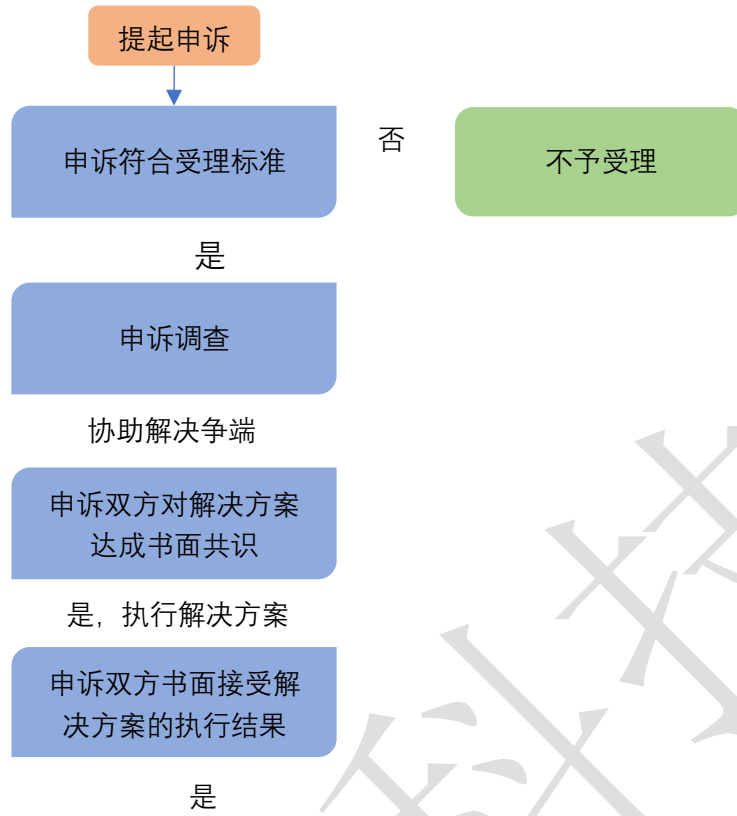 提起申诉
申诉符合受理标准
否
不予受理
是
申诉调查
协助解决争端
申诉双方对解决方案
达成书面共识
是，执行解决方案
申诉双方书面接受解
决方案的执行结果
是
科技